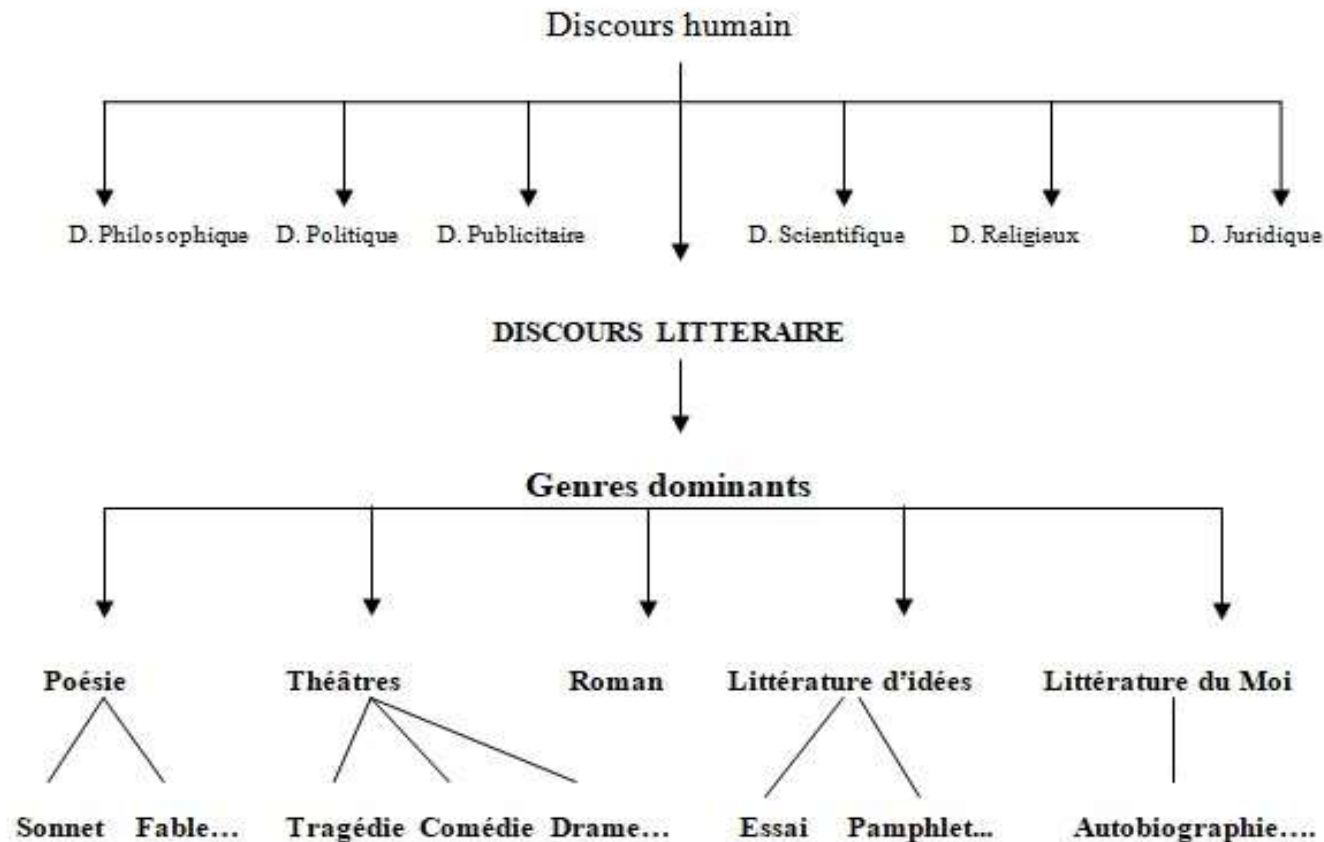 Discours humain
D. Philosophique D. Politique D. Publicitaire D. Scientifique D. Religieux D. Juridique
DISCOURS LITTERAIRE
Genres dominants
Poésie Théâtres Roman Littérature d'idées Littérature du Moi
Sonnet Fable... Tragédie Comédie Drame... Essai Pamphlet... Autobiographie....